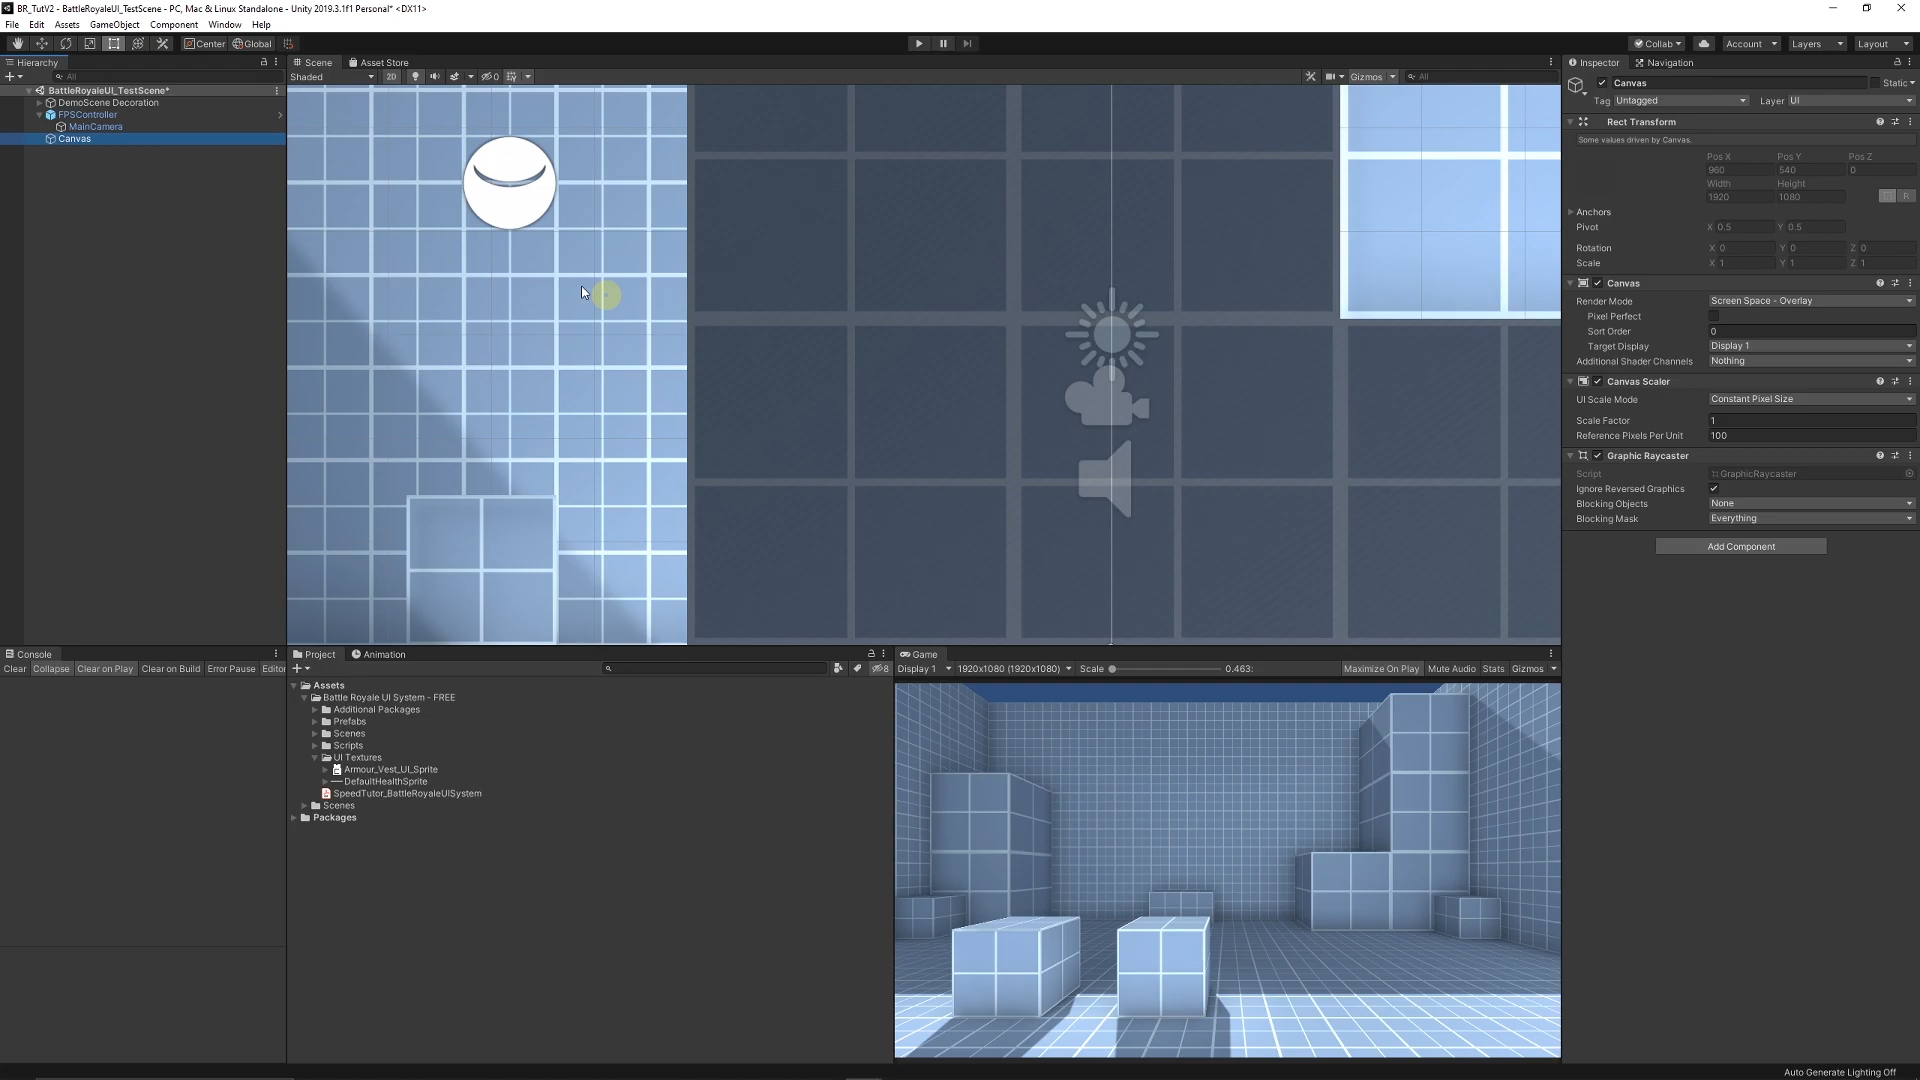 BR_TutV2 - BattleRoyaleUI_TestScene - PC, Mac & Linux Standalone - Unity 2019.3.1f1 Personal* <DX11>
File Edit Assets GameObject Component Window Help
Center Global Collab Account Layers Layout
Hierarchy
All
BattleRoyaleUI_TestScene*
DemoScene Decoration
FPSController
MainCamera
Canvas
Scene Asset Store
Shaded 2D 0 Gizmos All
Inspector Navigation
Canvas Static
Tag Untagged Layer UI
Rect Transform
Some values driven by Canvas.
Pos X Pos Y Pos Z
960 540 0
Width Height
1920 1080 R
Anchors
Pivot X 0.5 Y 0.5
Rotation X 0 Y 0 Z 0
Scale X 1 Y 1 Z 1
Canvas
Render Mode Screen Space - Overlay
Pixel Perfect
Sort Order 0
Target Display Display 1
Additional Shader Channels Nothing
Canvas Scaler
UI Scale Mode Constant Pixel Size
Scale Factor 1
Reference Pixels Per Unit 100
Graphic Raycaster
Script GraphicRaycaster
Ignore Reversed Graphics
Blocking Objects None
Blocking Mask Everything
Add Component
Console
Clear Collapse Clear on Play Clear on Build Error Pause Editor
Project Animation
8
Assets
Battle Royale UI System - FREE
Additional Packages
Prefabs
Scenes
Scripts
UI Textures
Armour_Vest_UI_Sprite
DefaultHealthSprite
SpeedTutor_BattleRoyaleUISystem
Scenes
Packages
Game
Display 1 1920x1080 (1920x1080) Scale 0.463: Maximize On Play Mute Audio Stats Gizmos
Auto Generate Lighting Off